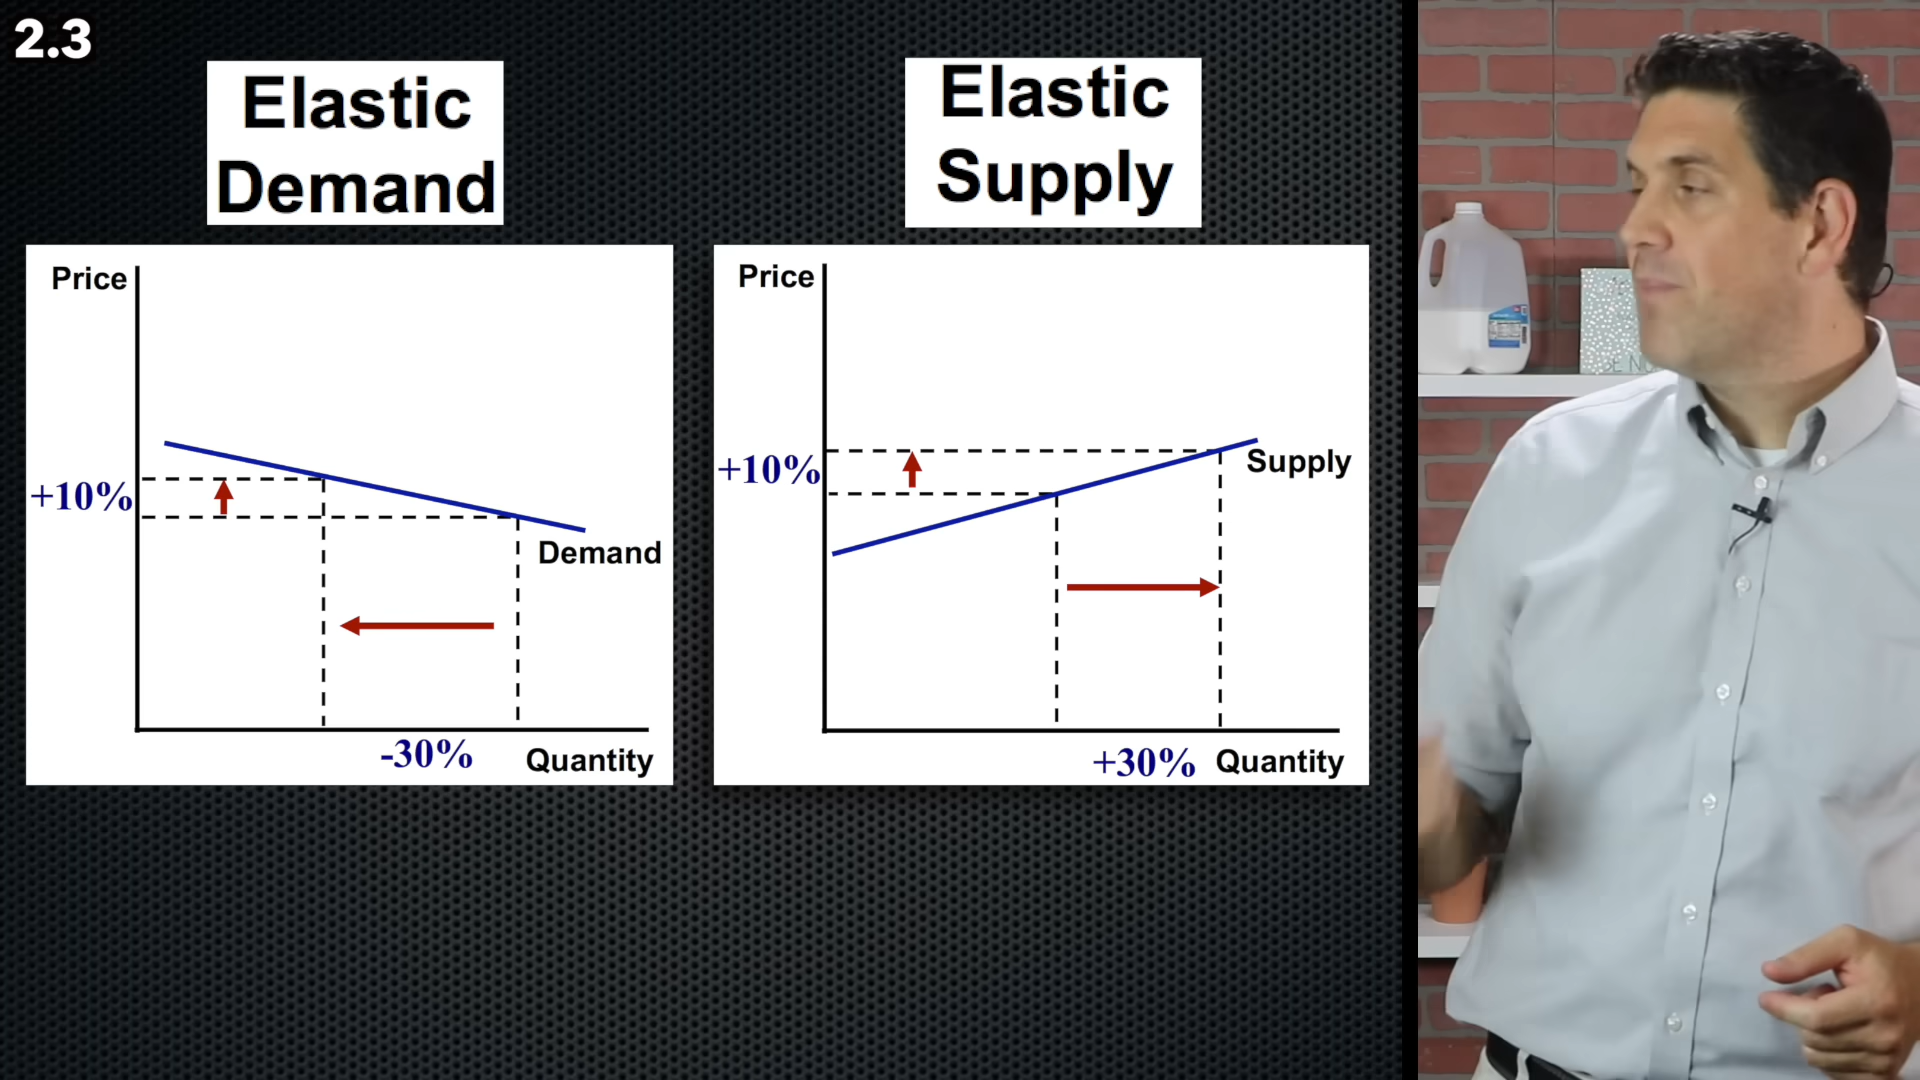 2.3
Elastic
Demand
Price
+10%
Demand
-30%
Quantity
Elastic
Supply
Price
+10%
Supply
+30%
Quantity